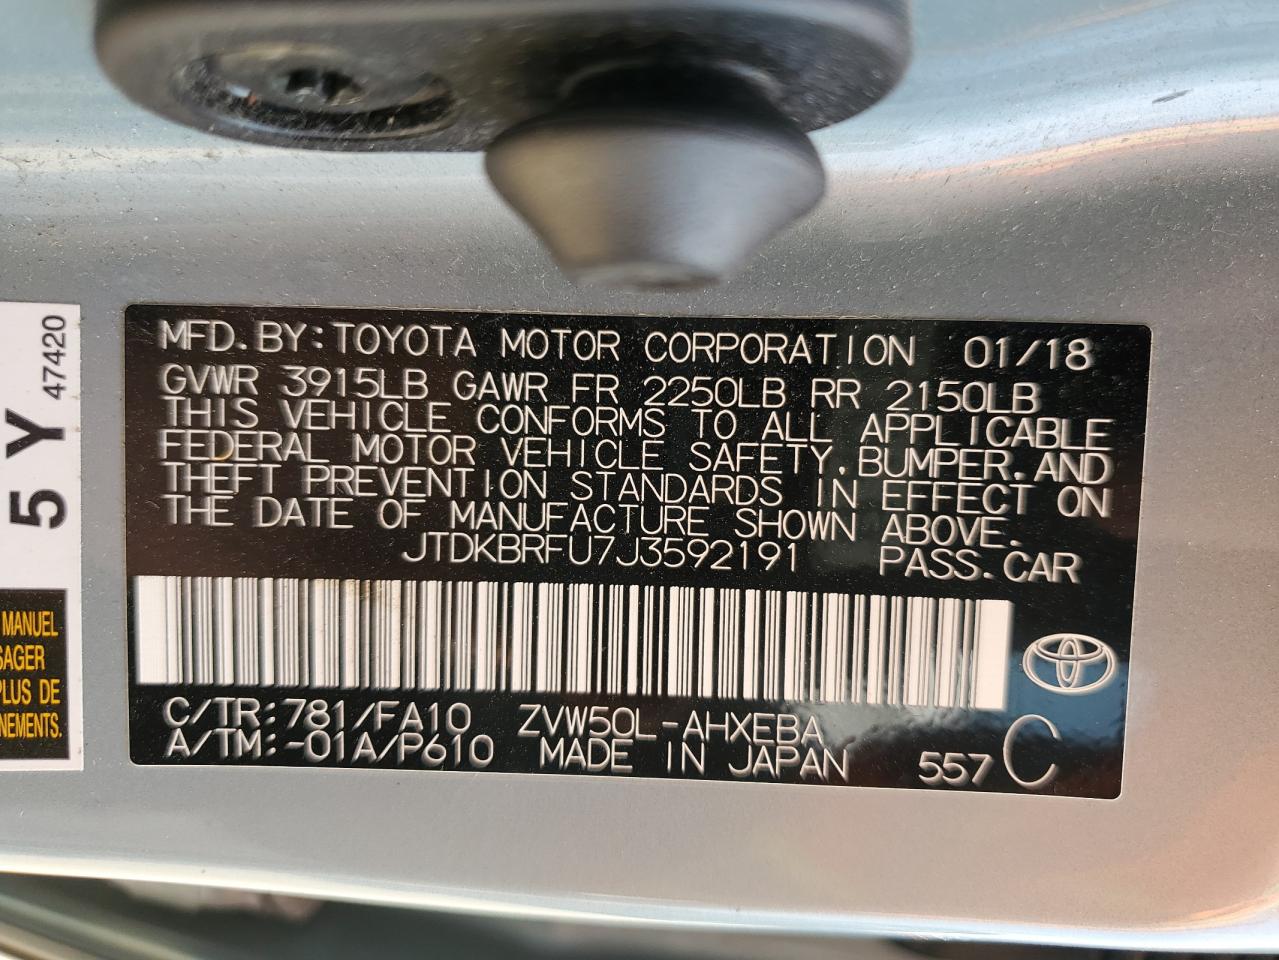 MFD. BY: TOYOTA MOTOR CORPORATION 01/18
GVWR 3915LB GAWR FR 2250LB RR 2150LB
THIS VEHICLE CONFORMS TO ALL APPLICABLE
FEDERAL MOTOR VEHICLE SAFETY, BUMPER, AND
THEFT PREVENTION STANDARDS IN EFFECT ON
THE DATE OF MANUFACTURE SHOWN ABOVE.
JTDKBRFU7J3592191 PASS. CAR
C/TR: 781/FA10 ZVW50L-AHXEBA
A/TM: -01A/P610 MADE IN JAPAN 557 C
5 Y
47420
MANUEL
SAGER
PLUS DE
NEMENTS.